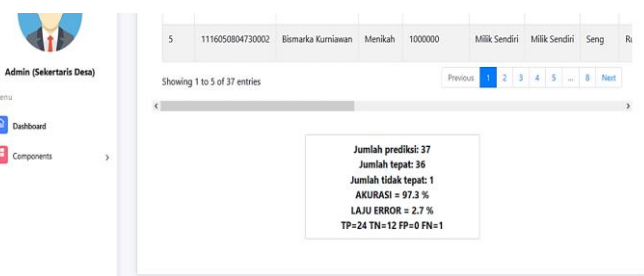 5 1116050804730002 Bismarka Kurniawan Menikah 1000000 Milik Sendiri Milik Sendiri Seng
Showing 1 to 5 of 37 entries
Previous 1 2 3 4 5 ... 8 Next
Admin (Sekertaris Desa)
enu
Dashboard
Components
Jumlah prediksi: 37
Jumlah tepat: 36
Jumlah tidak tepat: 1
AKURASI = 97.3 %
LAJU ERROR = 2.7 %
TP=24 TN=12 FP=0 FN=1